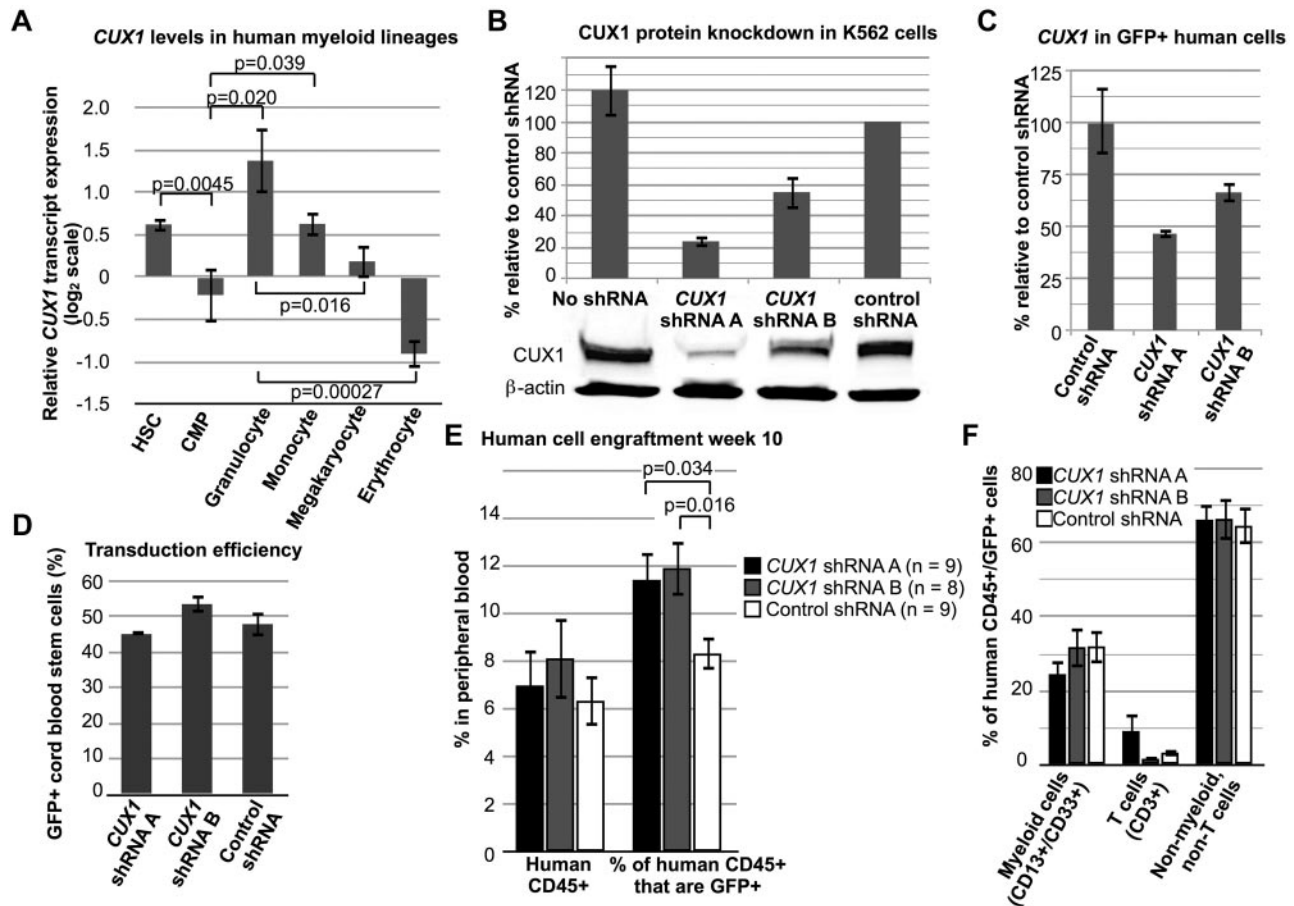 A
CUX1 levels in human myeloid lineages
p=0.039
p=0.020
p=0.0045
p=0.016
p=0.00027
2.0
1.5
1.0
0.5
0
-0.5
-1.0
-1.5
Relative CUX1 transcript expression
(log2 scale)
HSC
CMP
Granulocyte
Monocyte
Megakaryocyte
Erythrocyte
B
CUX1 protein knockdown in K562 cells
% relative to control shRNA
120
100
80
60
40
20
0
No shRNA
CUX1
shRNA A
CUX1
shRNA B
control
shRNA
CUX1
β-actin
C
CUX1 in GFP+ human cells
% relative to control shRNA
125
100
75
50
25
0
Control
shRNA
CUX1
shRNA A
CUX1
shRNA B
D
Transduction efficiency
GFP+ cord blood stem cells (%)
60
50
40
30
20
10
0
CUX1
shRNA A
CUX1
shRNA B
Control
shRNA
E
Human cell engraftment week 10
p=0.034
p=0.016
% in peripheral blood
14
12
10
8
6
4
2
0
CUX1 shRNA A (n = 9)
CUX1 shRNA B (n = 8)
Control shRNA (n = 9)
Human
CD45+
% of human CD45+
that are GFP+
F
% of human CD45+/GFP+ cells
80
60
40
20
0
CUX1 shRNA A
CUX1 shRNA B
Control shRNA
Myeloid cells
(CD13+/CD33+)
T cells
(CD3+)
Non-myeloid,
non-T cells